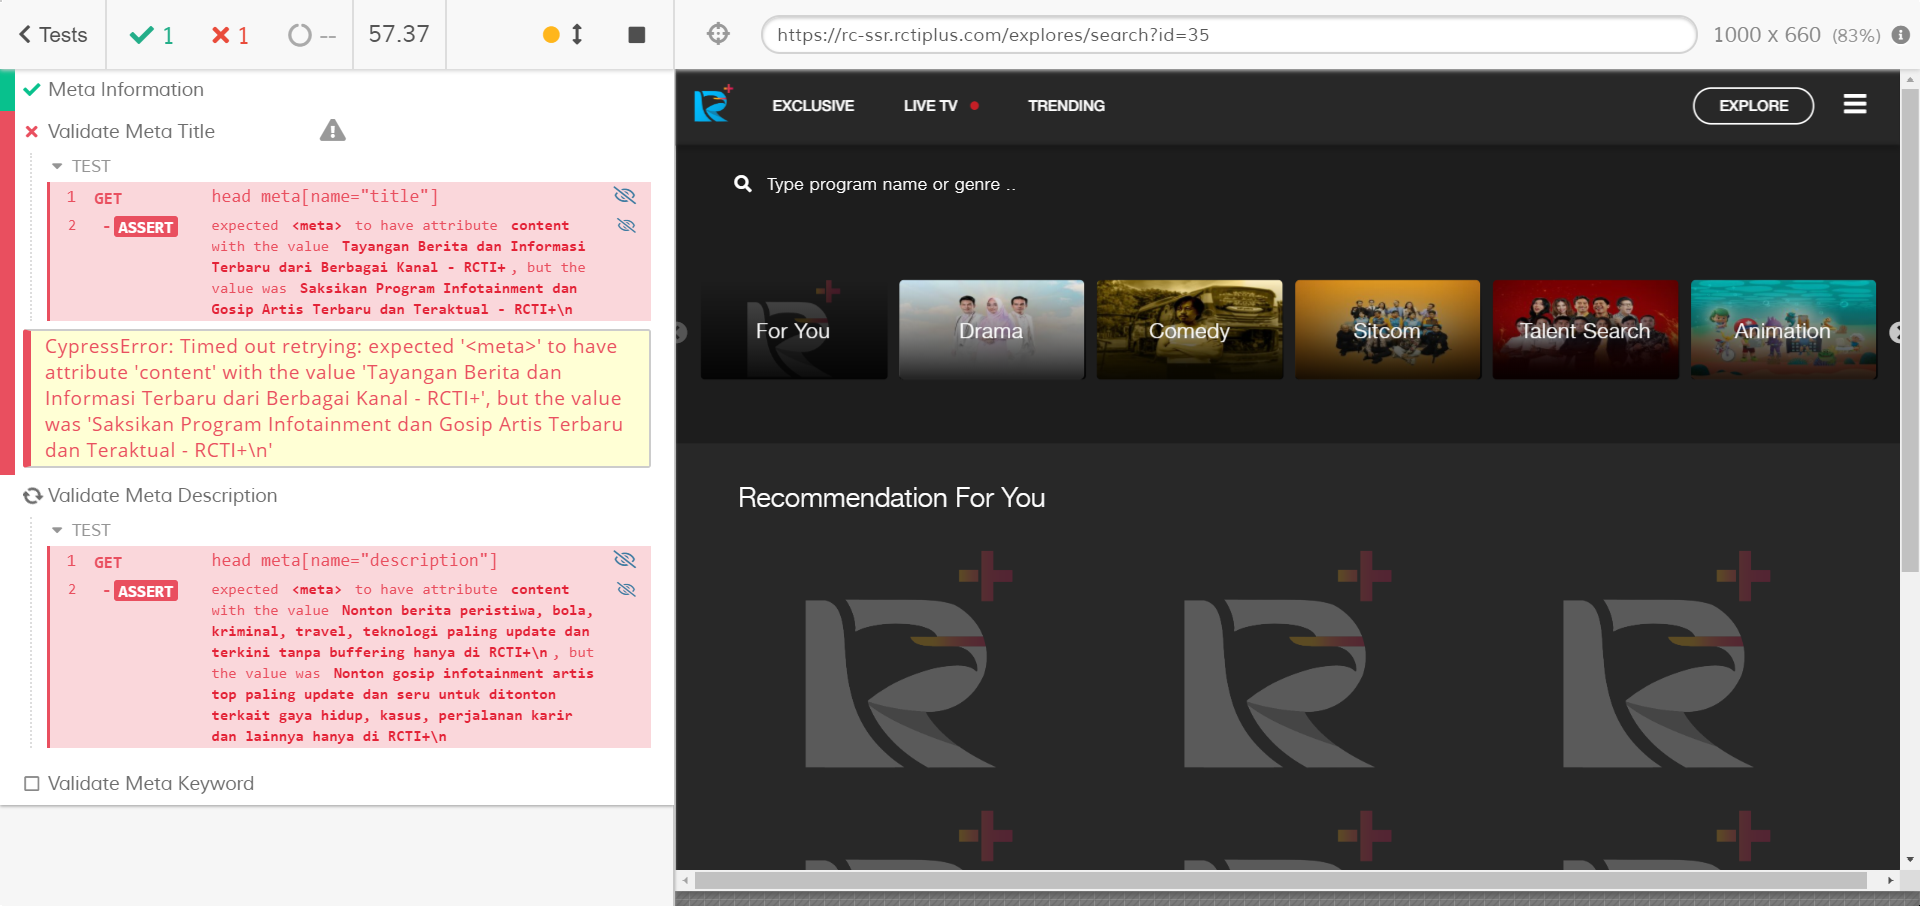 Tests
1
1
--
57.37
https://rc-ssr.rctiplus.com/explores/search?id=35
1000 x 660 (83%)
Meta Information
Validate Meta Title
TEST
1 GET head meta[name="title"]
2 -ASSERT expected <meta> to have attribute content
with the value Tayangan Berita dan Informasi
Terbaru dari Berbagai Kanal - RCTI+ , but the
value was Saksikan Program Infotainment dan
Gosip Artis Terbaru dan Teraktual - RCTI+\n
CypressError: Timed out retrying: expected '<meta>' to have
attribute 'content' with the value 'Tayangan Berita dan
Informasi Terbaru dari Berbagai Kanal - RCTI+', but the value
was 'Saksikan Program Infotainment dan Gosip Artis Terbaru
dan Teraktual - RCTI+\n'
Validate Meta Description
TEST
1 GET head meta[name="description"]
2 -ASSERT expected <meta> to have attribute content
with the value Nonton berita peristiwa, bola,
kriminal, travel, teknologi paling update dan
terkini tanpa buffering hanya di RCTI+\n , but
the value was Nonton gosip infotainment artis
top paling update dan seru untuk ditonton
terkait gaya hidup, kasus, perjalanan karir
dan lainnya hanya di RCTI+\n
Validate Meta Keyword
EXCLUSIVE
LIVE TV
TRENDING
EXPLORE
Type program name or genre ..
For You
Drama
Comedy
Sitcom
Talent Search
Animation
Recommendation For You